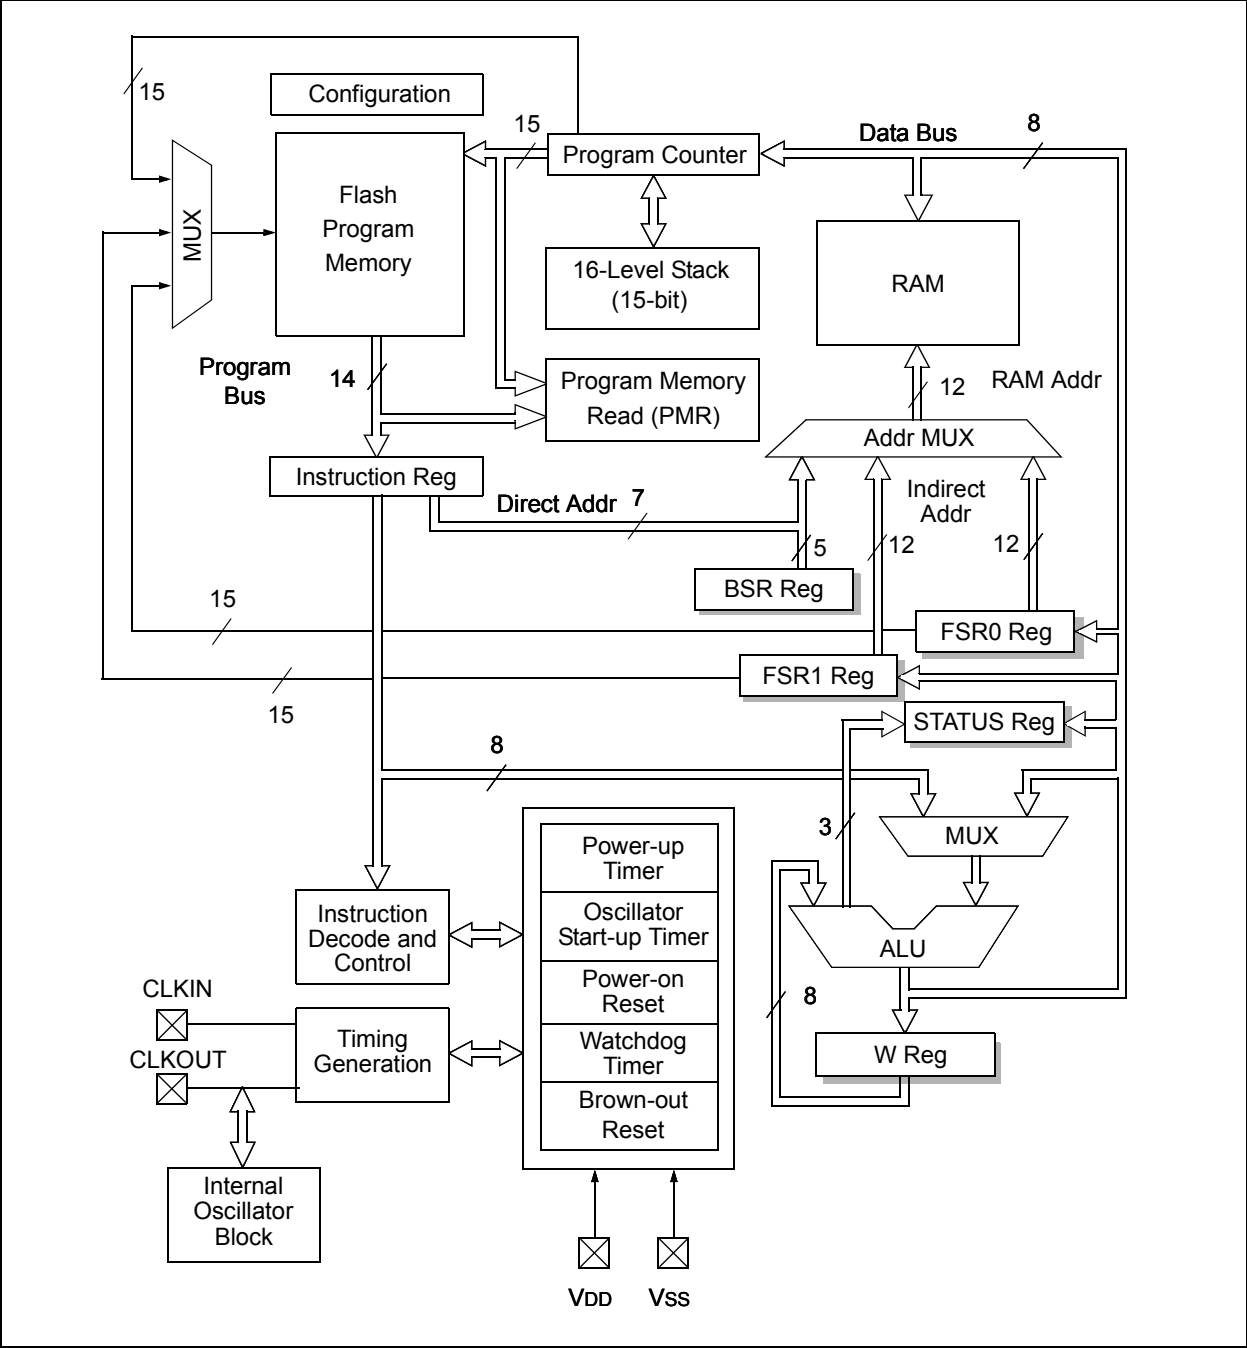 15
Configuration
15
Program Counter
Data Bus
8
MUX
Flash
Program
Memory
16-Level Stack
(15-bit)
RAM
Program
Bus
14
Program Memory
Read (PMR)
12
RAM Addr
Addr MUX
Instruction Reg
Direct Addr
7
Indirect
Addr
5
12
12
BSR Reg
15
FSR0 Reg
FSR1 Reg
15
STATUS Reg
8
3
MUX
Power-up
Timer
Oscillator
Start-up Timer
Power-on
Reset
Watchdog
Timer
Brown-out
Reset
Instruction
Decode and
Control
ALU
8
CLKIN
CLKOUT
Timing
Generation
W Reg
Internal
Oscillator
Block
VDD
VSS